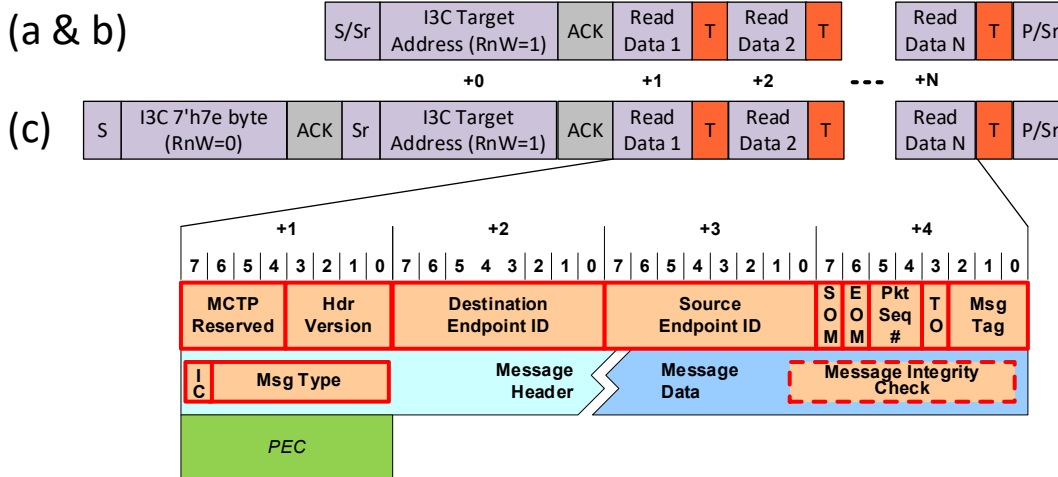 (a & b)
S/Sr
I3C Target
Address (RnW=1)
ACK
Read
Data 1
T
Read
Data 2
T
Read
Data N
T
P/Sr
+0
+1
+2
+N
(c)
S
I3C 7'h7e byte
(RnW=0)
ACK
Sr
I3C Target
Address (RnW=1)
ACK
Read
Data 1
T
Read
Data 2
T
Read
Data N
T
P/Sr
+1
+2
+3
+4
7 6 5 4 3 2 1 0 7 6 5 4 3 2 1 0 7 6 5 4 3 2 1 0 7 6 5 4 3 2 1 0
MCTP
Reserved
Hdr
Version
Destination
Endpoint ID
Source
Endpoint ID
SOM
EOM
Pkt
Seq
#
TO
Msg
Tag
IC
Msg Type
Message
Header
Message
Data
Message Integrity
Check
PEC